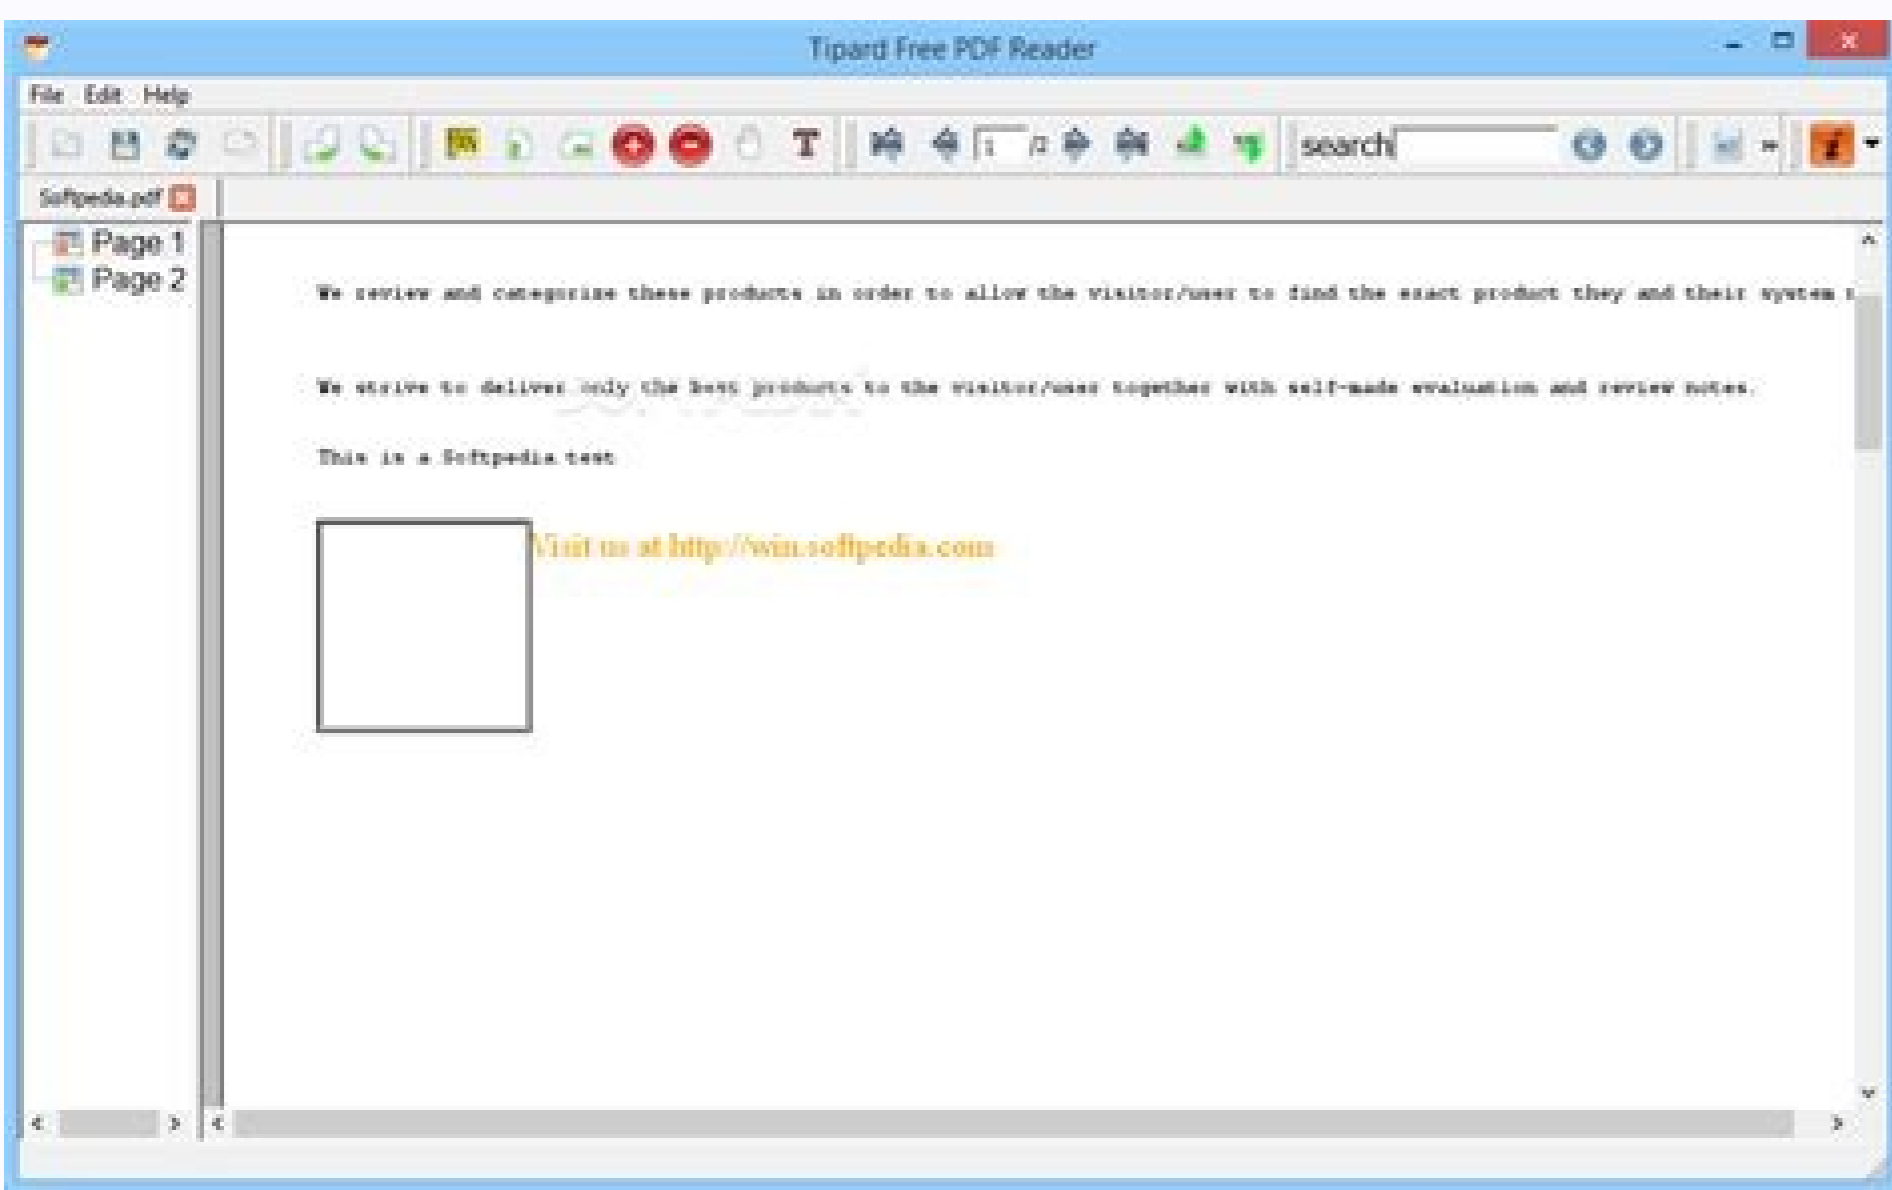 Tipard Free PDF Reader
File Edit Help
1 /2
search
Softpedia.pdf
Page 1
Page 2
We review and categorize these products in order to allow the visitor/user to find the exact product they and their system
We strive to deliver only the best products to the visitor/user together with self-made evaluation and review notes.
This is a Softpedia test
Visit us at http://win.softpedia.com